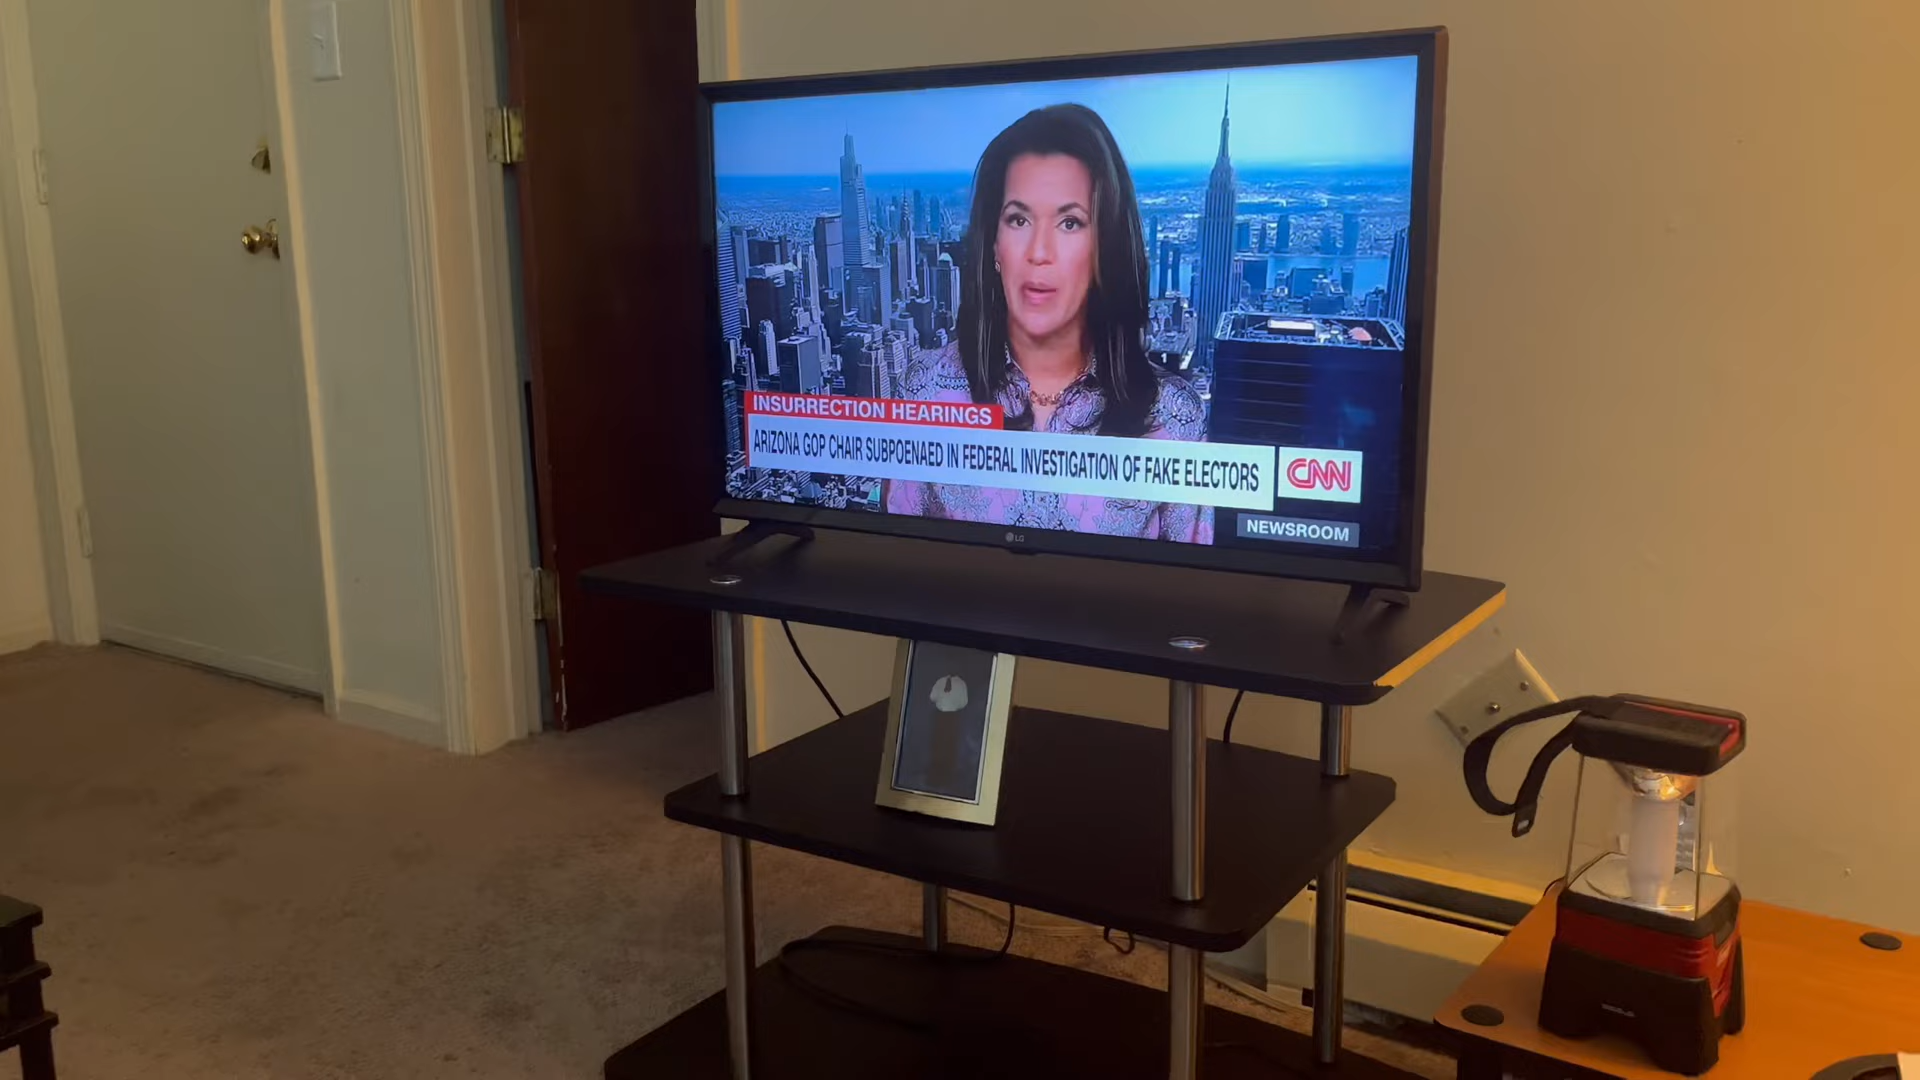 INSURRECTION HEARINGS
ARIZONA GOP CHAIR SUBPOENAED IN FEDERAL INVESTIGATION OF FAKE ELECTORS
CNN
NEWSROOM
LG